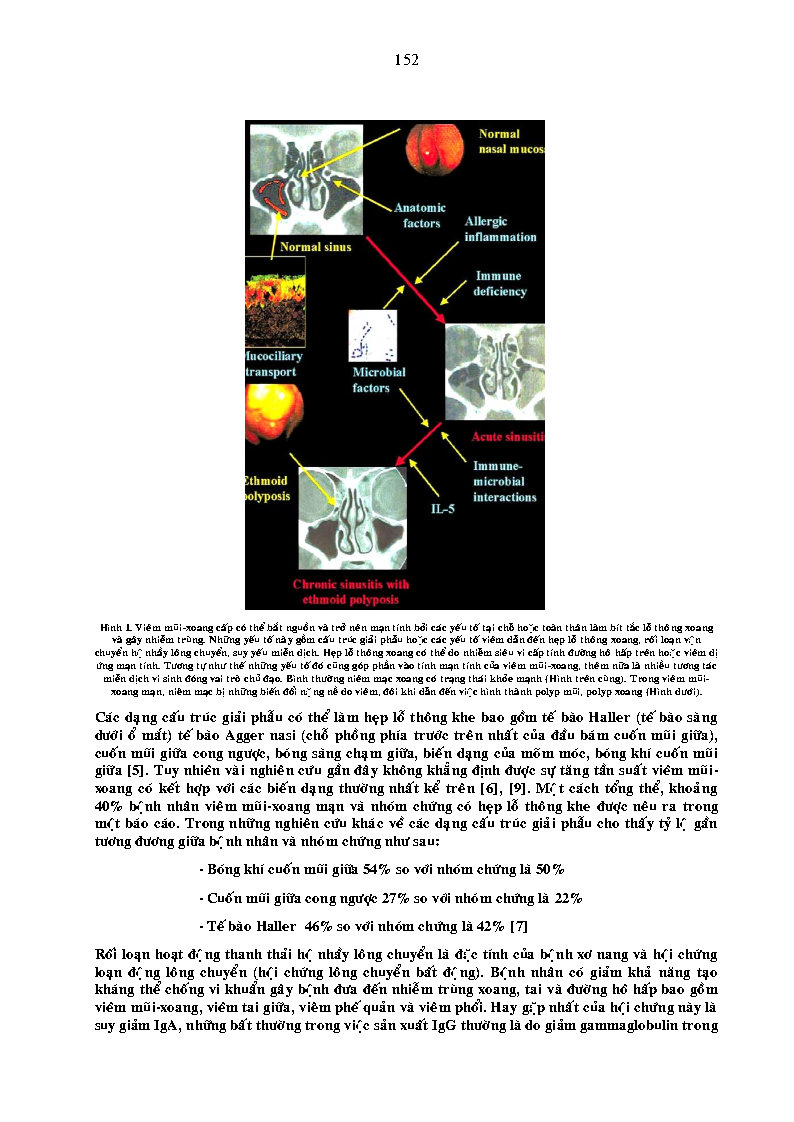 152
Normal
nasal mucos
Anatomic
factors
Allergic
inflammation
Normal sinus
Immune
deficiency
Mucociliary
transport
Microbial
factors
Acute sinusiti
Ethmoid
polyposis
Immune-
microbial
interactions
IL-5
Chronic sinusitis with
ethmoid polyposis
Hình 1. Viêm mũi-xoang cấp có thể bắt nguồn và trở nên mạn tính bởi các yếu tố tại chỗ hoặc toàn thân làm bít tắc lỗ thông xoang
và gây nhiễm trùng. Những yếu tố này gồm cấu trúc giải phẫu hoặc các yếu tố viêm dẫn đến hẹp lỗ thông xoang, rối loạn vận
chuyển hệ nhầy lông chuyển, suy yếu miễn dịch. Hẹp lỗ thông xoang có thể do nhiễm siêu vi cấp tính đường hô hấp trên hoặc viêm dị
ứng mạn tính. Tương tự như thế những yếu tố đó cũng góp phần vào tính mạn tính của viêm mũi-xoang, thêm nữa là nhiều tương tác
miễn dịch vi sinh đóng vai trò chủ đạo. Bình thường niêm mạc xoang có trạng thái khỏe mạnh (Hình trên cùng). Trong viêm mũi-
xoang mạn, niêm mạc bị những biến đổi nặng nề do viêm, đôi khi dẫn đến việc hình thành polyp mũi, polyp xoang (Hình dưới).
Các dạng cấu trúc giải phẫu có thể làm hẹp lỗ thông khe bao gồm tế bào Haller (tế bào sàng
dưới ổ mắt) tế bào Agger nasi (chỗ phồng phía trước trên nhất của đầu bám cuốn mũi giữa),
cuốn mũi giữa cong ngược, bóng sàng chạm giữa, biến dạng của mõm móc, bóng khí cuốn mũi
giữa [5]. Tuy nhiên vài nghiên cứu gần đây không khẳng định được sự tăng tần suất viêm mũi-
xoang có kết hợp với các biến dạng thường nhất kể trên [6], [9]. Một cách tổng thể, khoảng
40% bệnh nhân viêm mũi-xoang mạn và nhóm chứng có hẹp lỗ thông khe được nêu ra trong
một báo cáo. Trong những nghiên cứu khác về các dạng cấu trúc giải phẫu cho thấy tỷ lệ gần
tương đương giữa bệnh nhân và nhóm chứng như sau:
- Bóng khí cuốn mũi giữa 54% so với nhóm chứng là 50%
- Cuốn mũi giữa cong ngược 27% so với nhóm chứng là 22%
- Tế bào Haller 46% so với nhóm chứng là 42% [7]
Rối loạn hoạt động thanh thải hệ nhầy lông chuyển là đặc tính của bệnh xơ nang và hội chứng
loạn động lông chuyển (hội chứng lông chuyển bất động). Bệnh nhân có giảm khả năng tạo
kháng thể chống vi khuẩn gây bệnh đưa đến nhiễm trùng xoang, tai và đường hô hấp bao gồm
viêm mũi-xoang, viêm tai giữa, viêm phế quản và viêm phổi. Hay gặp nhất của hội chứng này là
suy giảm IgA, những bất thường trong việc sản xuất IgG thường là do giảm gammaglobulin trong